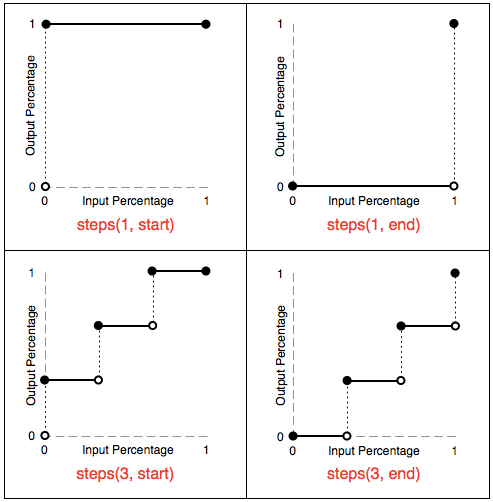 1
Output Percentage
0
0 Input Percentage 1
steps(1, start)
1
Output Percentage
0
0 Input Percentage 1
steps(1, end)
1
Output Percentage
0
0 Input Percentage 1
steps(3, start)
1
Output Percentage
0
0 Input Percentage 1
steps(3, end)